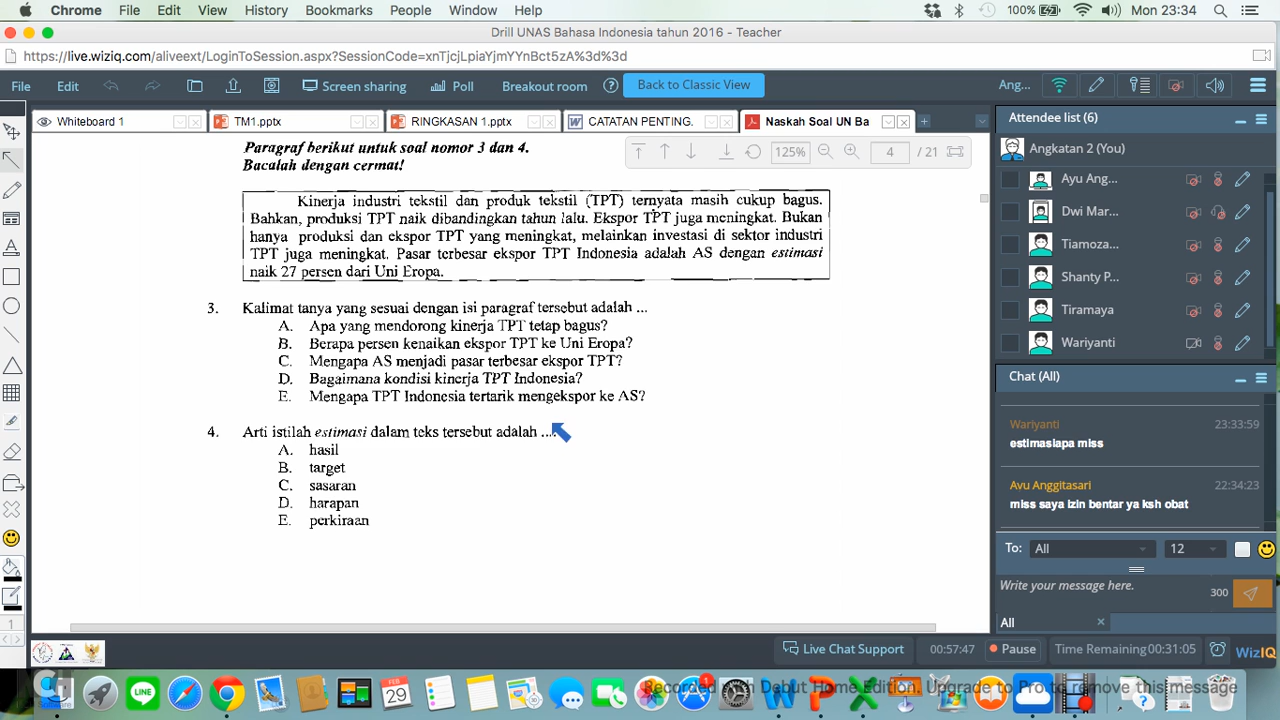 Chrome File Edit View History Bookmarks People Window Help 100% Mon 23:34
Drill UNAS Bahasa Indonesia tahun 2016 - Teacher
https://live.wiziq.com/aliveext/LoginToSession.aspx?SessionCode=xnTjcjLpiaYjmYYnBct5zA%3d%3d
File Edit Screen sharing Poll Breakout room Back to Classic View Ang...
Whiteboard 1 TM1.pptx RINGKASAN 1.pptx CATATAN PENTING. Naskah Soal UN Ba
125% 4 / 21
Paragraf berikut untuk soal nomor 3 dan 4.
Bacalah dengan cermat!
Kinerja industri tekstil dan produk tekstil (TPT) ternyata masih cukup bagus.
Bahkan, produksi TPT naik dibandingkan tahun lalu. Ekspor TPT juga meningkat. Bukan
hanya produksi dan ekspor TPT yang meningkat, melainkan investasi di sektor industri
TPT juga meningkat. Pasar terbesar ekspor TPT Indonesia adalah AS dengan estimasi
naik 27 persen dari Uni Eropa.
3. Kalimat tanya yang sesuai dengan isi paragraf tersebut adalah ...
A. Apa yang mendorong kinerja TPT tetap bagus?
B. Berapa persen kenaikan ekspor TPT ke Uni Eropa?
C. Mengapa AS menjadi pasar terbesar ekspor TPT?
D. Bagaimana kondisi kinerja TPT Indonesia?
E. Mengapa TPT Indonesia tertarik mengekspor ke AS?
4. Arti istilah estimasi dalam teks tersebut adalah ....
A. hasil
B. target
C. sasaran
D. harapan
E. perkiraan
Attendee list (6)
Angkatan 2 (You)
Ayu Ang...
Dwi Mar...
Tiamoza...
Shanty P...
Tiramaya
Wariyanti
Chat (All)
Wariyanti 23:33:59
estimasiapa miss
Avu Anggitasari 22:34:23
miss saya izin bentar ya ksh obat
To: All 12
Write your message here. 300
All
1
Live Chat Support 00:57:47 Pause Time Remaining 00:31:05 WizIQ
FEB
29
LINE
Recorded with Debut Home Edition. Upgrade to Pro to remove this message